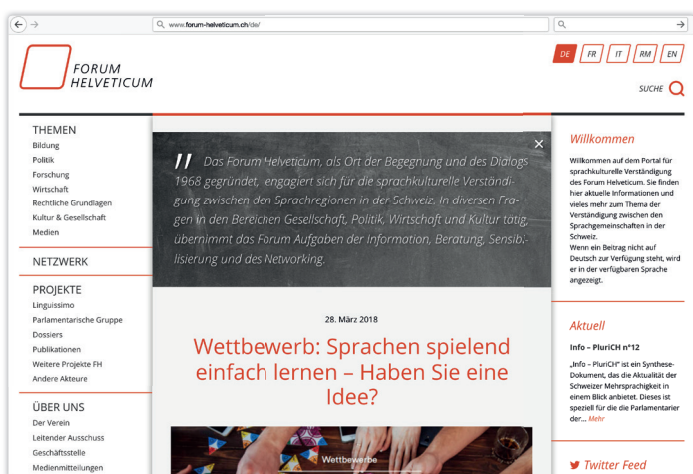 www.forum-helveticum.ch/de/
FORUM
HELVETICUM
DE FR IT RM EN
SUCHE
THEMEN
Bildung
Politik
Forschung
Wirtschaft
Rechtliche Grundlagen
Kultur & Gesellschaft
Medien
NETZWERK
PROJEKTE
Linguissimo
Parlamentarische Gruppe
Dossiers
Publikationen
Weitere Projekte FH
Andere Akteure
ÜBER UNS
Der Verein
Leitender Ausschuss
Geschäftsstelle
Medienmitteilungen
" Das Forum Helveticum, als Ort der Begegnung und des Dialogs
1968 gegründet, engagiert sich für die sprachkulturelle Verständi-
gung zwischen den Sprachregionen in der Schweiz. In diversen Fra-
gen in den Bereichen Gesellschaft, Politik, Wirtschaft und Kultur tätig,
übernimmt das Forum Aufgaben der Information, Beratung, Sensibi-
lisierung und des Networking.
28. März 2018
Wettbewerb: Sprachen spielend
einfach lernen – Haben Sie eine
Idee?
Wettbewerbe
Willkommen
Willkommen auf dem Portal für
sprachkulturelle Verständigung
des Forum Helveticum. Sie finden
hier aktuelle Informationen und
vieles mehr zum Thema der
Verständigung zwischen den
Sprachgemeinschaften in der
Schweiz.
Wenn ein Beitrag nicht auf
Deutsch zur Verfügung steht, wird
er in der verfügbaren Sprache
angezeigt.
Aktuell
Info – PluriCH n°12
„Info – PluriCH" ist ein Synthese-
Dokument, das die Aktualität der
Schweizer Mehrsprachigkeit in
einem Blick anbietet. Dieses ist
speziell für die die Parlamentarier
der... Mehr
Twitter Feed